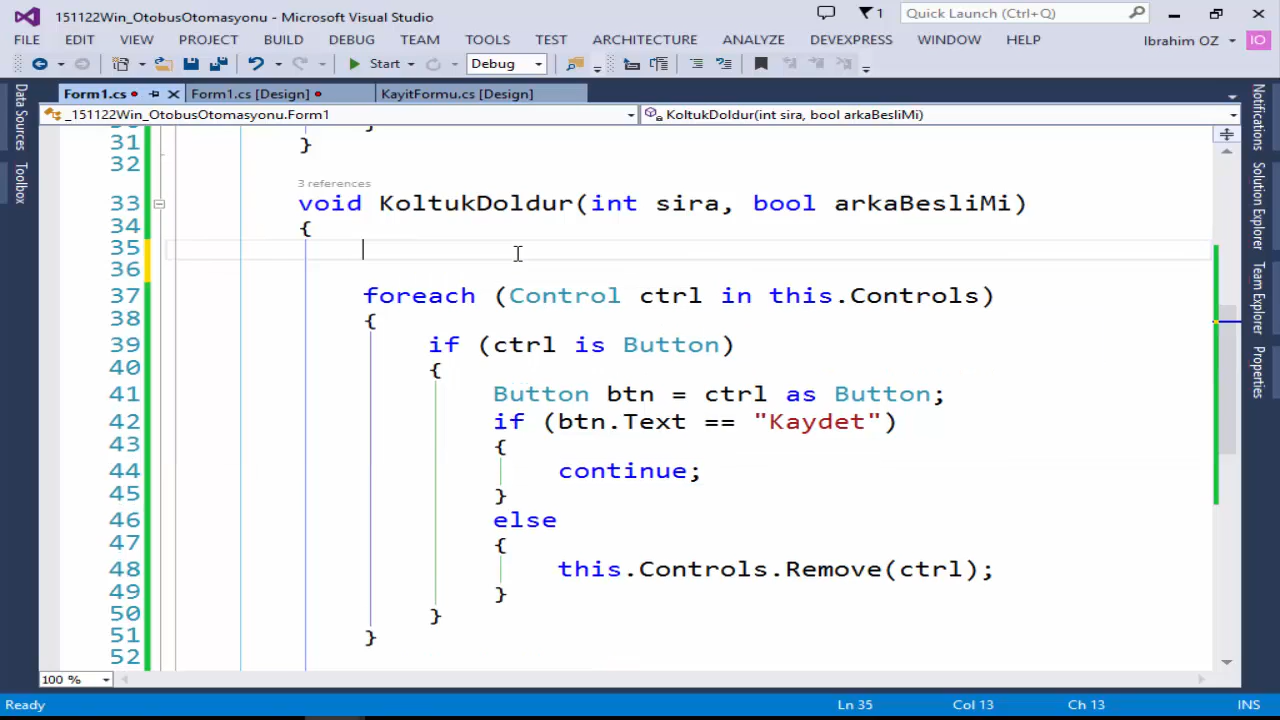 151122Win_OtobusOtomasyonu - Microsoft Visual Studio
1
Quick Launch (Ctrl+Q)
FILE EDIT VIEW PROJECT BUILD DEBUG TEAM TOOLS TEST ARCHITECTURE ANALYZE DEVEXPRESS WINDOW HELP Ibrahim OZ IO
Start Debug
Form1.cs Form1.cs [Design] KayitFormu.cs [Design]
_151122Win_OtobusOtomasyonu.Form1 KoltukDoldur(int sira, bool arkaBesliMi)
Data Sources
Toolbox
Notifications
Solution Explorer
Team Explorer
Properties
31 }
32
3 references
33 void KoltukDoldur(int sira, bool arkaBesliMi)
34 {
35
36
37 foreach (Control ctrl in this.Controls)
38 {
39 if (ctrl is Button)
40 {
41 Button btn = ctrl as Button;
42 if (btn.Text == "Kaydet")
43 {
44 continue;
45 }
46 else
47 {
48 this.Controls.Remove(ctrl);
49 }
50 }
51 }
52
100 %
Ready Ln 35 Col 13 Ch 13 INS